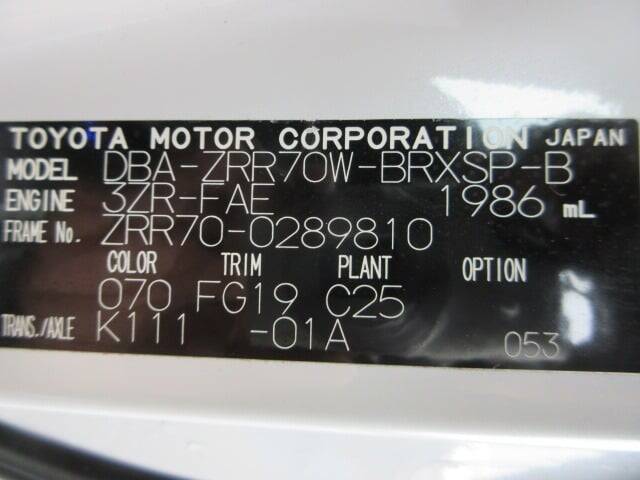 TOYOTA MOTOR CORPORATION JAPAN
MODEL DBA-ZRR70W-BRXSP-B
ENGINE 3ZR-FAE 1986 mL
FRAME No. ZRR70-0289810
COLOR TRIM PLANT OPTION
070 FG19 C25
TRANS./AXLE K111 -01A 053